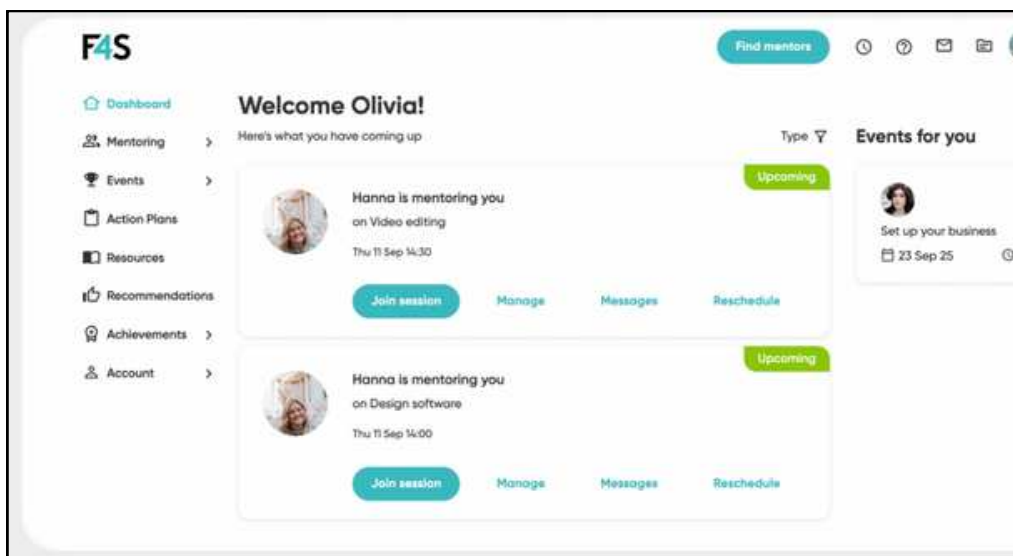 F4S
Find mentors
Dashboard
Mentoring
Events
Action Plans
Resources
Recommendations
Achievements
Account
Welcome Olivia!
Here's what you have coming up
Type
Upcoming
Hanna is mentoring you
on Video editing
Thu 11 Sep 14:30
Join session Manage Messages Reschedule
Upcoming
Hanna is mentoring you
on Design software
Thu 11 Sep 14:00
Join session Manage Messages Reschedule
Events for you
Set up your business
23 Sep 25